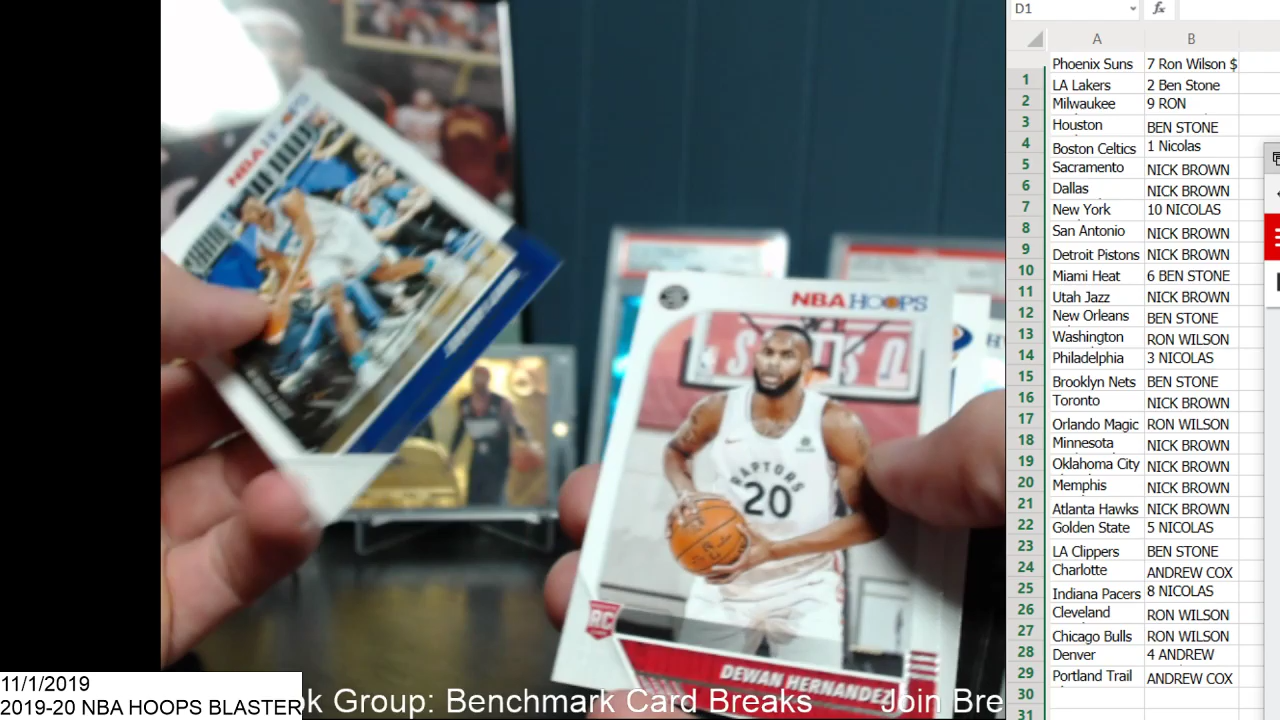 D1
fx
A B
Phoenix Suns 7 Ron Wilson $
1 LA Lakers 2 Ben Stone
2 Milwaukee 9 RON
3 Houston BEN STONE
4 Boston Celtics 1 Nicolas
5 Sacramento NICK BROWN
6 Dallas NICK BROWN
7 New York 10 NICOLAS
8 San Antonio NICK BROWN
9 Detroit Pistons NICK BROWN
10 Miami Heat 6 BEN STONE
11 Utah Jazz NICK BROWN
12 New Orleans BEN STONE
13 Washington RON WILSON
14 Philadelphia 3 NICOLAS
15 Brooklyn Nets BEN STONE
16 Toronto NICK BROWN
17 Orlando Magic RON WILSON
18 Minnesota NICK BROWN
19 Oklahoma City NICK BROWN
20 Memphis NICK BROWN
21 Atlanta Hawks NICK BROWN
22 Golden State 5 NICOLAS
23 LA Clippers BEN STONE
24 Charlotte ANDREW COX
25 Indiana Pacers 8 NICOLAS
26 Cleveland RON WILSON
27 Chicago Bulls RON WILSON
28 Denver 4 ANDREW
29 Portland Trail ANDREW COX
30
31
NBA HOOPS
NBA HOOPS
RAPTORS
20
RC
DEWAN HERNANDEZ
11/1/2019
2019-20 NBA HOOPS BLASTER
ok Group: Benchmark Card Breaks Join Bre